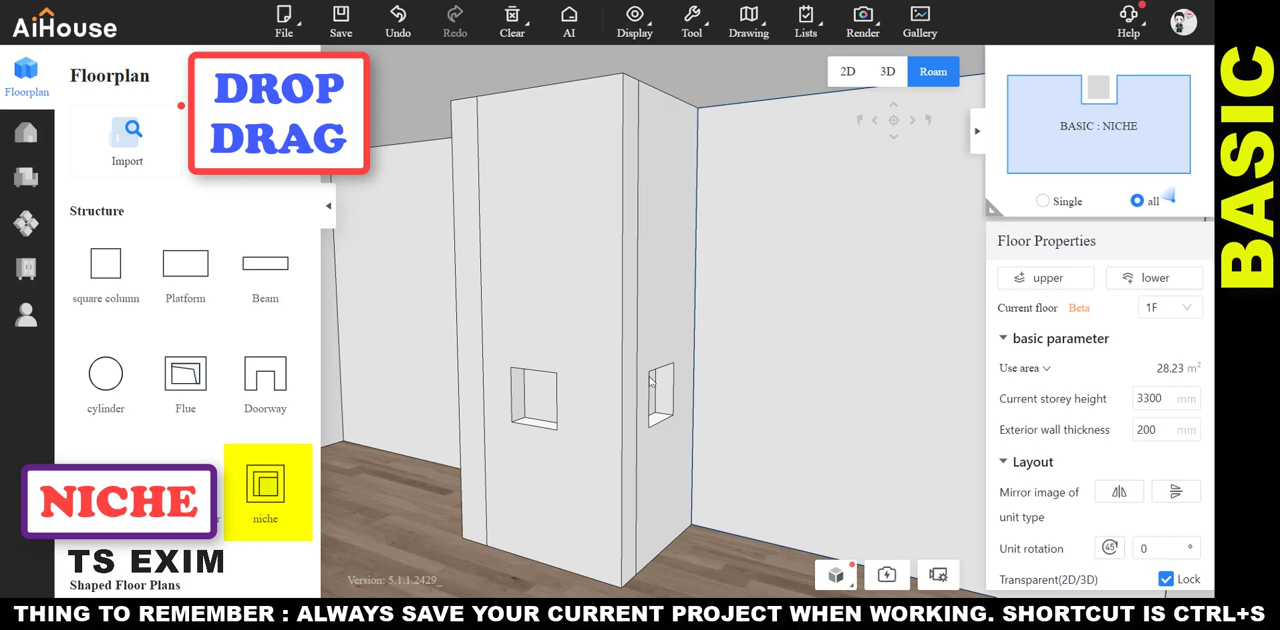 AiHouse
File
Save
Undo
Redo
Clear
AI
Display
Tool
Drawing
Lists
Render
Gallery
Help
Floorplan
Floorplan
DROP
DRAG
Import
Structure
square column
Platform
Beam
cylinder
Flue
Doorway
NICHE
niche
TS EXIM
Shaped Floor Plans
2D
3D
Roam
Version: 5.1.1.2429_
BASIC : NICHE
Single
all
Floor Properties
upper
lower
Current floor Beta 1F
basic parameter
Use area 28.23 m²
Current storey height 3300 mm
Exterior wall thickness 200 mm
Layout
Mirror image of
unit type
Unit rotation 45° 0 °
Transparent(2D/3D) Lock
BASIC
THING TO REMEMBER : ALWAYS SAVE YOUR CURRENT PROJECT WHEN WORKING. SHORTCUT IS CTRL+S